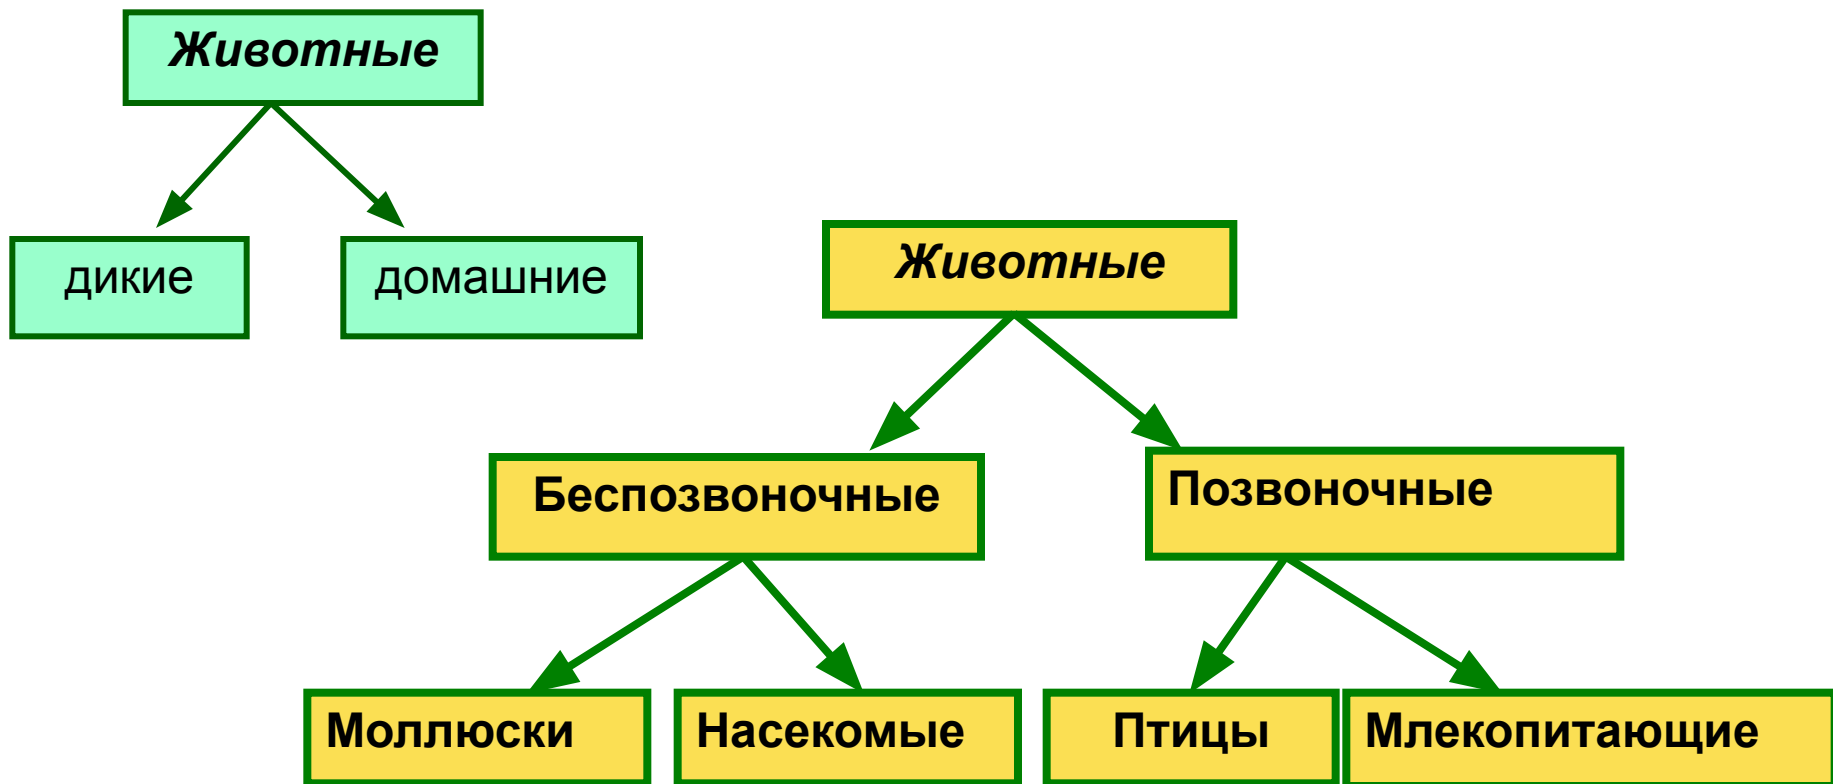 Животные
дикие
домашние
Животные
Беспозвоночные
Позвоночные
Моллюски
Насекомые
Птицы
Млекопитающие